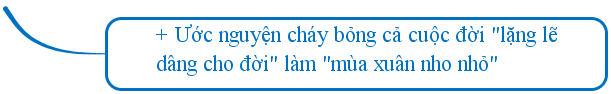 + Ước nguyện cháy bỏng cả cuộc đời "lặng lẽ
dâng cho đời" làm "mùa xuân nho nhỏ"